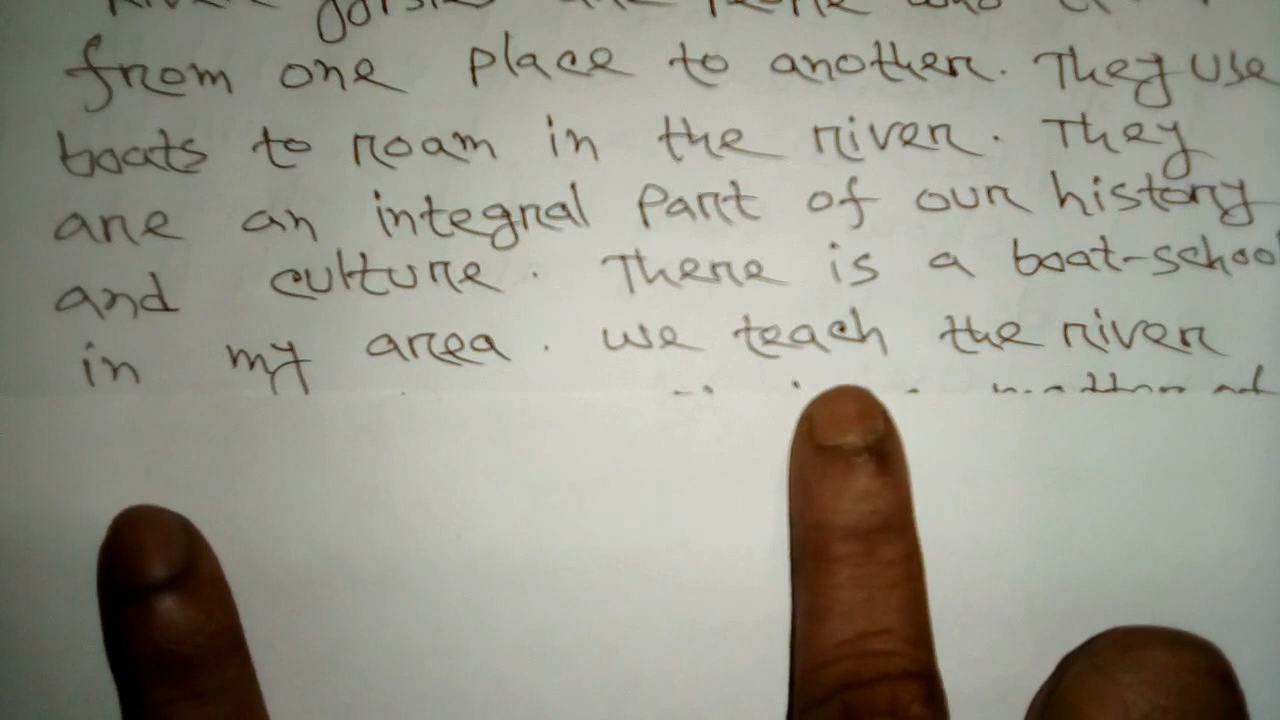 from one place to another. They use
boats to roam in the river. They
are an integral part of our history
and culture. There is a boat-school
in my area. We teach the river